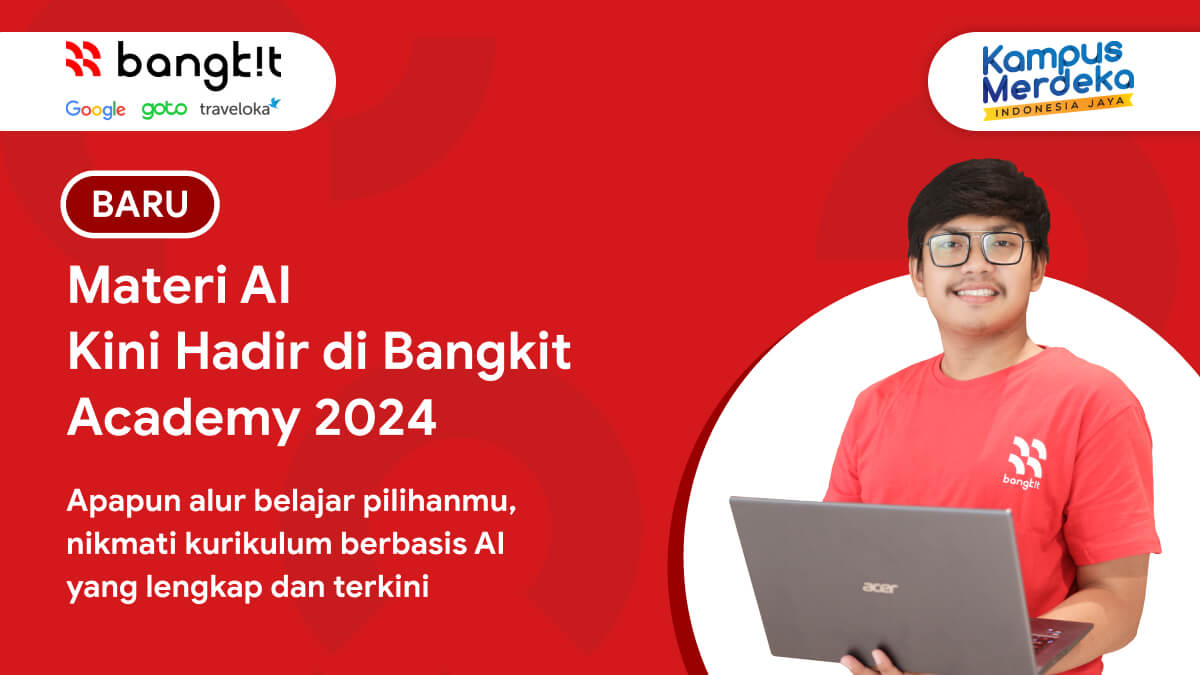 bangk!t
Google goto traveloka
Kampus
Merdeka
INDONESIA JAYA
BARU
Materi AI
Kini Hadir di Bangkit
Academy 2024
Apapun alur belajar pilihanmu,
nikmati kurikulum berbasis AI
yang lengkap dan terkini
bangk!t
acer